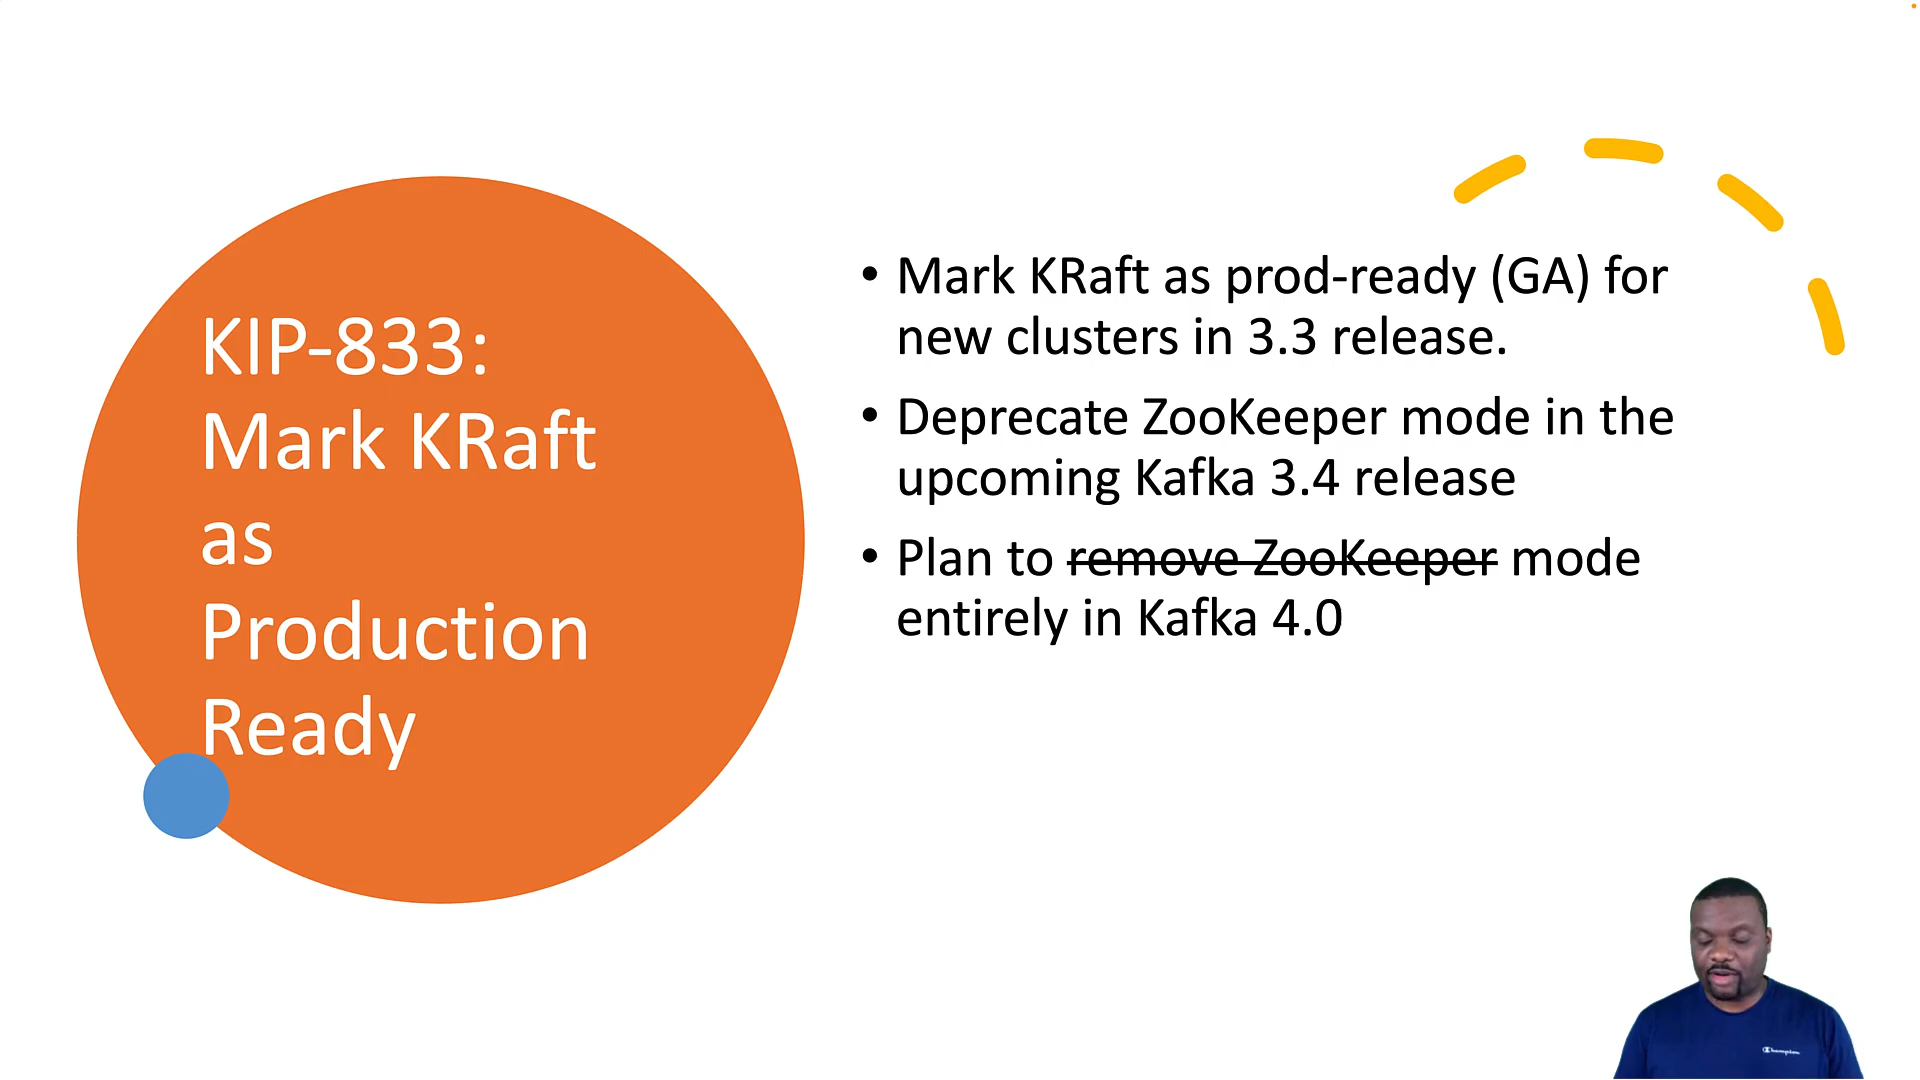 KIP-833:
Mark KRaft
as
Production
Ready
• Mark KRaft as prod-ready (GA) for
new clusters in 3.3 release.
• Deprecate ZooKeeper mode in the
upcoming Kafka 3.4 release
• Plan to remove ZooKeeper mode
entirely in Kafka 4.0
Champion